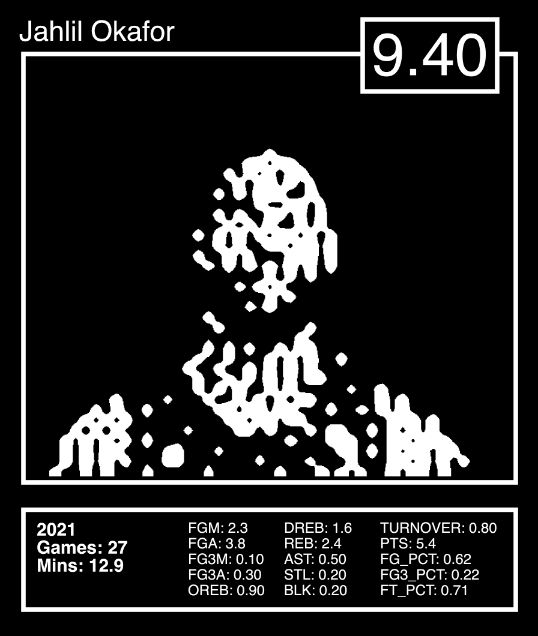 Jahlil Okafor
9.40
2021
Games: 27
Mins: 12.9
FGM: 2.3
FGA: 3.8
FG3M: 0.10
FG3A: 0.30
OREB: 0.90
DREB: 1.6
REB: 2.4
AST: 0.50
STL: 0.20
BLK: 0.20
TURNOVER: 0.80
PTS: 5.4
FG_PCT: 0.62
FG3_PCT: 0.22
FT_PCT: 0.71